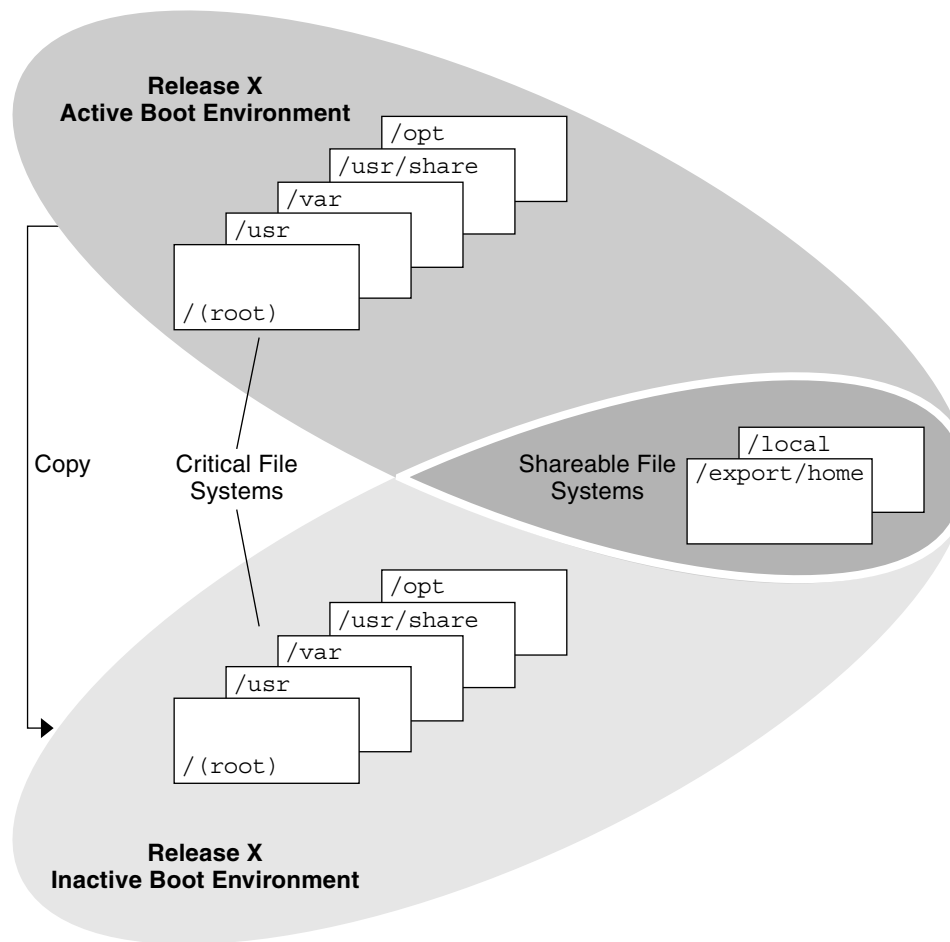 Release X
Active Boot Environment
/opt
/usr/share
/var
/usr
/(root)
Copy
Critical File
Systems
Shareable File
Systems
/local
/export/home
/opt
/usr/share
/var
/usr
/(root)
Release X
Inactive Boot Environment